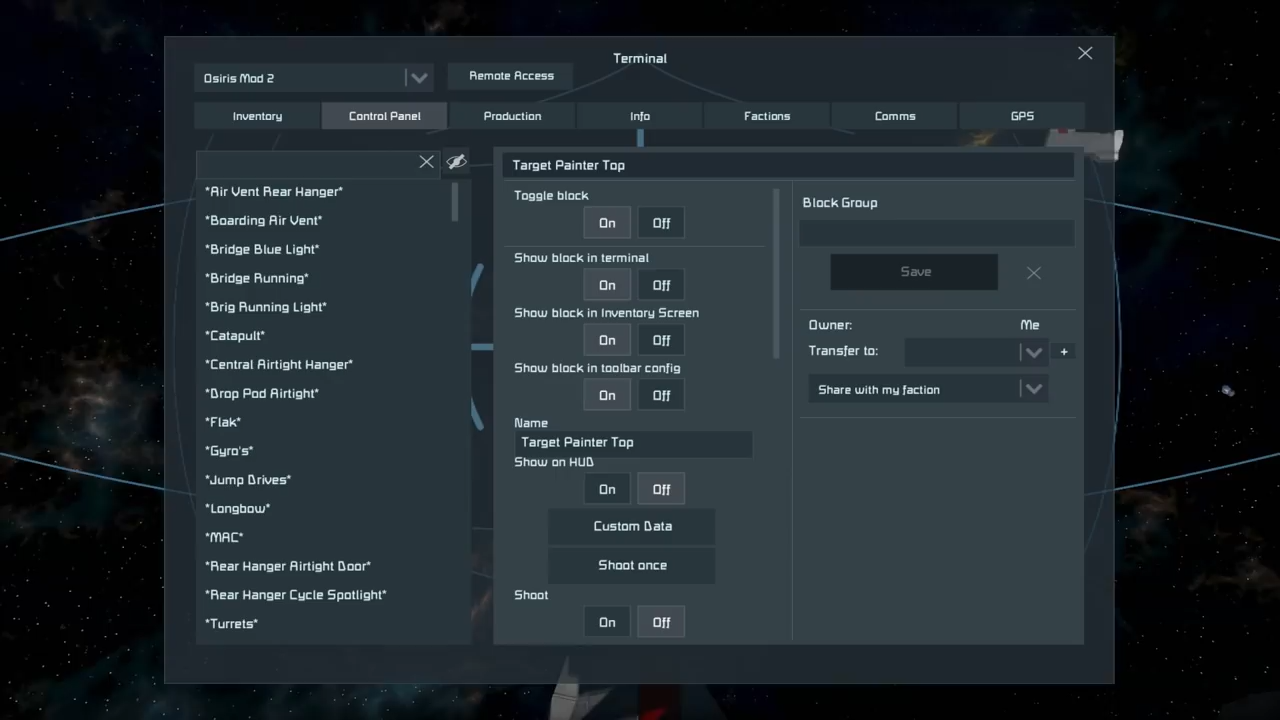 Terminal
Osiris Mod 2
Remote Access
Inventory
Control Panel
Production
Info
Factions
Comms
GPS
*Air Vent Rear Hanger*
*Boarding Air Vent*
*Bridge Blue Light*
*Bridge Running*
*Brig Running Light*
*Catapult*
*Central Airtight Hanger*
*Drop Pod Airtight*
*Flak*
*Gyro's*
*Jump Drives*
*Longbow*
*MAC*
*Rear Hanger Airtight Door*
*Rear Hanger Cycle Spotlight*
*Turrets*
Target Painter Top
Toggle block
On Off
Show block in terminal
On Off
Show block in Inventory Screen
On Off
Show block in toolbar config
On Off
Name
Target Painter Top
Show on HUD
On Off
Custom Data
Shoot once
Shoot
On Off
Block Group
Save
Owner: Me
Transfer to:
+
Share with my faction